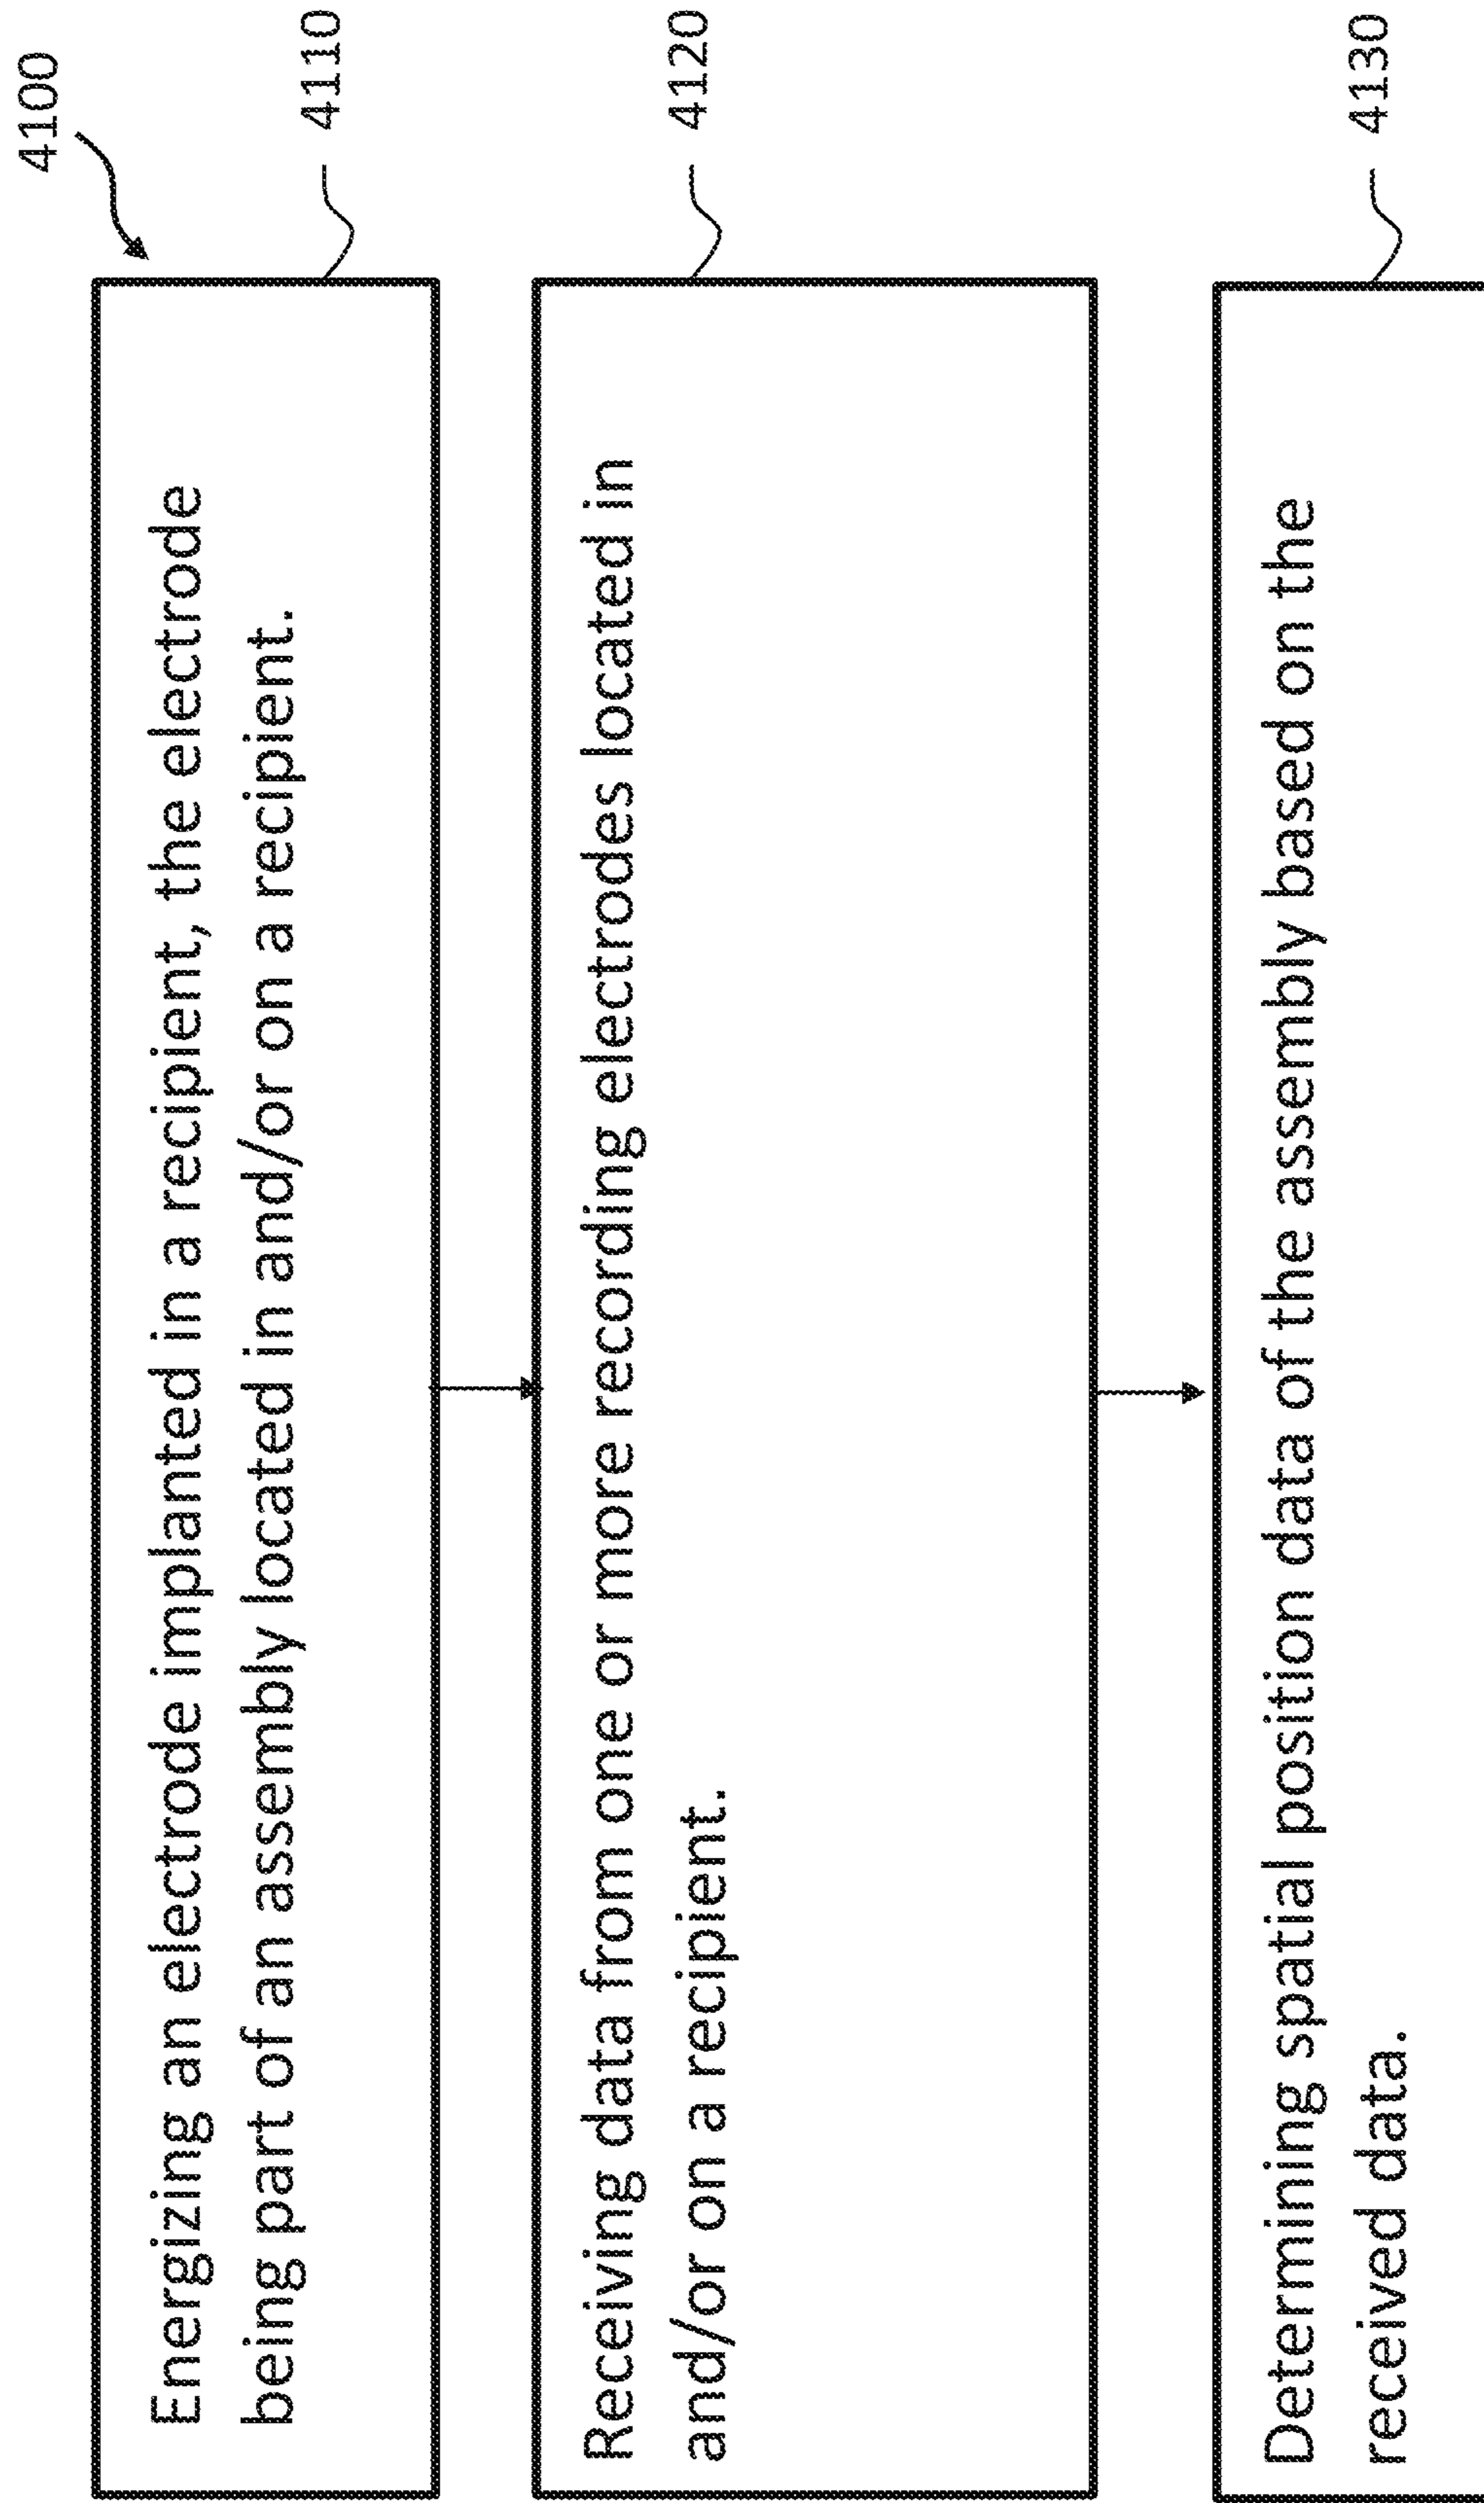 4100
Energizing an electrode implanted in a recipient, the electrode
being part of an assembly located in and/or on a recipient.
4110
Receiving data from one or more recording electrodes located in
and/or on a recipient.
4120
Determining spatial position data of the assembly based on the
received data.
4130